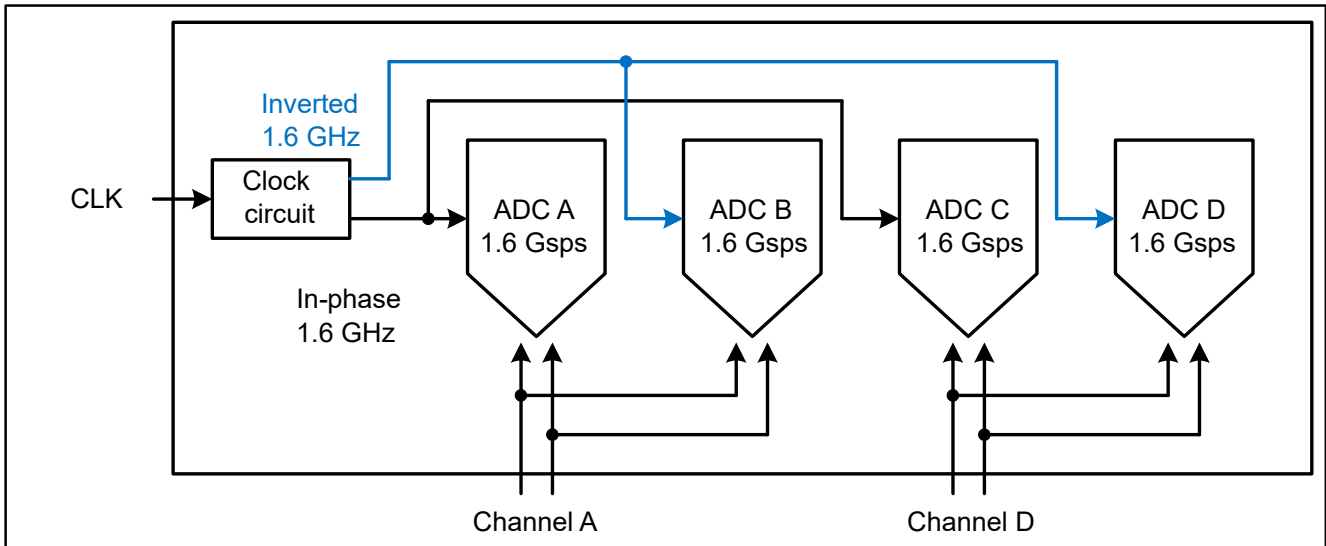 Inverted
1.6 GHz
CLK
Clock
circuit
ADC A
1.6 Gsps
ADC B
1.6 Gsps
ADC C
1.6 Gsps
ADC D
1.6 Gsps
In-phase
1.6 GHz
Channel A
Channel D